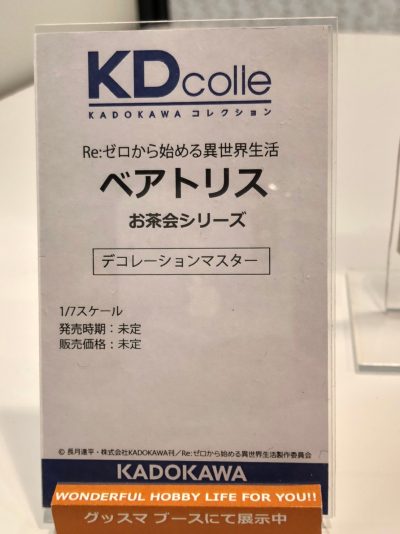 KDcolle
KADOKAWA コレクション
Re:ゼロから始める異世界生活
ベアトリス
お茶会シリーズ
デコレーションマスター
1/7スケール
発売時期：未定
販売価格：未定
© 長月達平・株式会社KADOKAWA刊／Re:ゼロから始める異世界生活製作委員会
KADOKAWA
WONDERFUL HOBBY LIFE FOR YOU!!
グッスマ ブースにて展示中